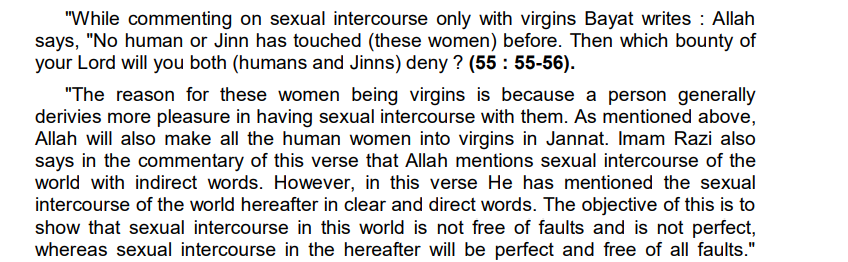 "While commenting on sexual intercourse only with virgins Bayat writes : Allah
says, "No human or Jinn has touched (these women) before. Then which bounty of
your Lord will you both (humans and Jinns) deny ? (55 : 55-56).
"The reason for these women being virgins is because a person generally
derivies more pleasure in having sexual intercourse with them. As mentioned above,
Allah will also make all the human women into virgins in Jannat. Imam Razi also
says in the commentary of this verse that Allah mentions sexual intercourse of the
world with indirect words. However, in this verse He has mentioned the sexual
intercourse of the world hereafter in clear and direct words. The objective of this is to
show that sexual intercourse in this world is not free of faults and is not perfect,
whereas sexual intercourse in the hereafter will be perfect and free of all faults."